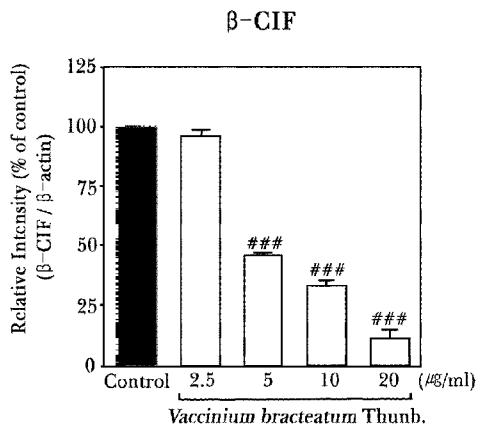 β-CIF
Relative Intensity (% of control)
(β-CIF / β-actin)
125
100
75
50
25
0
###
###
###
Control 2.5 5 10 20 (μg/ml)
Vaccinium bracteatum Thunb.